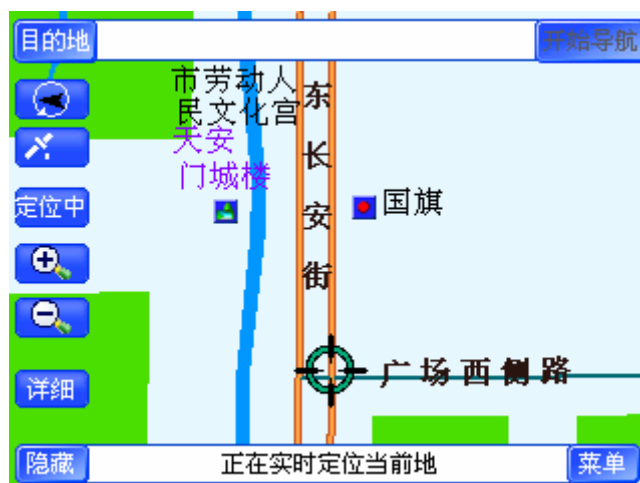 目的地
开始导航
市劳动人
民文化宫
天安
门城楼
东长安街
国旗
定位中
广场西侧路
详细
隐藏
正在实时定位当前地
菜单